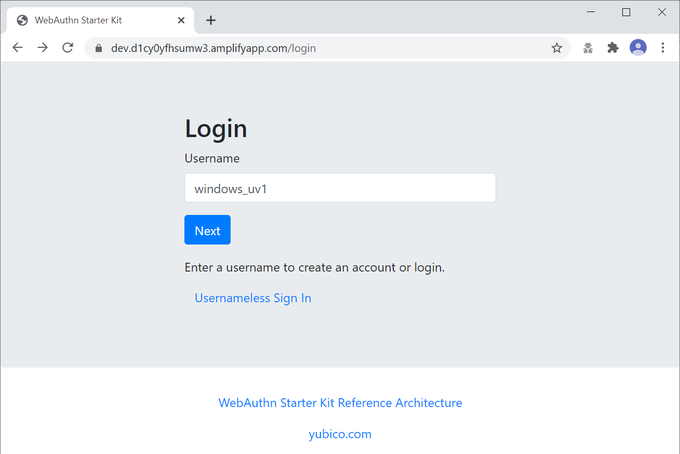 WebAuthn Starter Kit
dev.d1cy0yfhsumw3.amplifyapp.com/login
Login
Username
windows_uv1
Next
Enter a username to create an account or login.
Usernameless Sign In
WebAuthn Starter Kit Reference Architecture
yubico.com